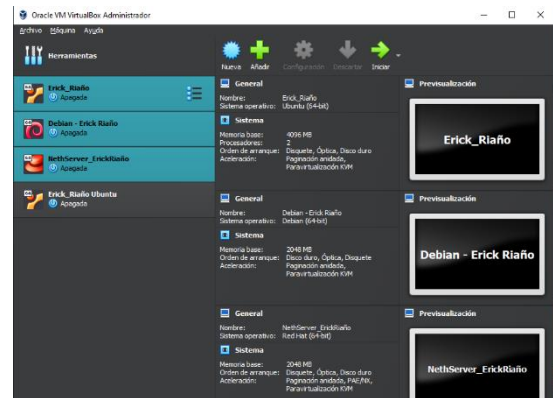 Oracle VM VirtualBox Administrador
Archivo Máquina Ayuda
Herramientas
Nueva Añadir Configuración Descartar Iniciar
Erick_Riaño
Apagada
Debian - Erick Riaño
Apagada
NethServer_ErickRiaño
Apagada
Erick_Riaño Ubuntu
Apagada
General
Nombre: Erick_Riaño
Sistema operativo: Ubuntu (64-bit)
Sistema
Memoria base: 4096 MB
Procesadores: 2
Orden de arranque: Disquete, Óptica, Disco duro
Aceleración: Paginación anidada,
Paravirtualización KVM
Previsualización
Erick_Riaño
General
Nombre: Debian - Erick Riaño
Sistema operativo: Debian (64-bit)
Sistema
Memoria base: 2048 MB
Orden de arranque: Disco duro, Óptica, Disquete
Aceleración: Paginación anidada,
Paravirtualización KVM
Previsualización
Debian - Erick Riaño
General
Nombre: NethServer_ErickRiaño
Sistema operativo: Red Hat (64-bit)
Sistema
Memoria base: 2048 MB
Orden de arranque: Disquete, Óptica, Disco duro
Aceleración: Paginación anidada, PAE/NX,
Paravirtualización KVM
Previsualización
NethServer_ErickRiaño